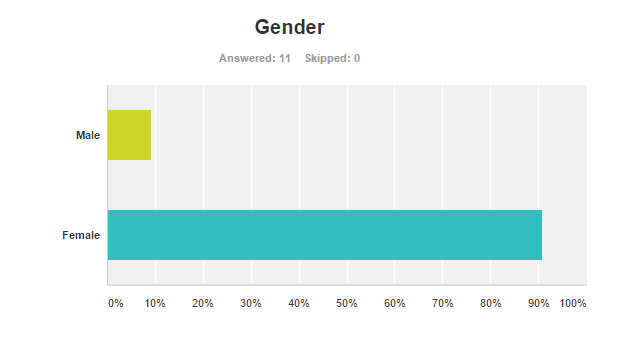 Gender
Answered: 11 Skipped: 0
Male
Female
0% 10% 20% 30% 40% 50% 60% 70% 80% 90% 100%